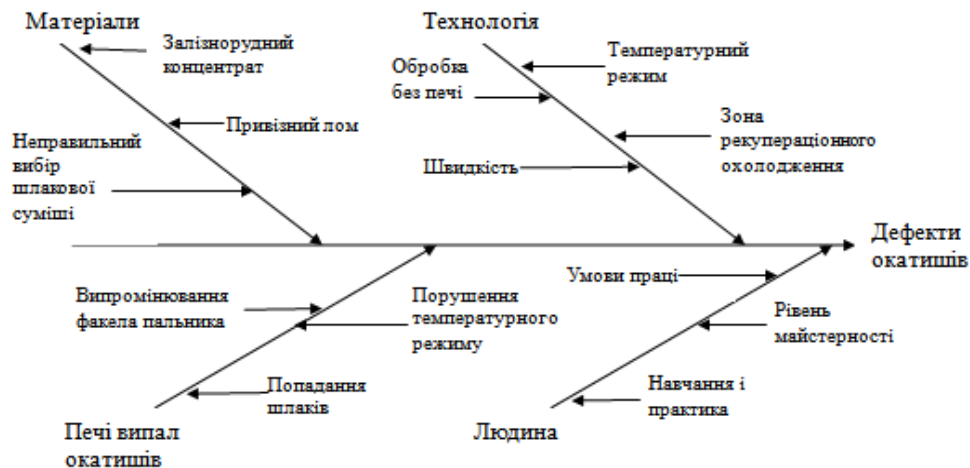 Матеріали
Залізнорудний
концентрат
Привізний лом
Неправильний
вибір
шлакової
суміші
Технологія
Температурний
режим
Обробка
без печі
Зона
рекупераціонного
охолодження
Швидкість
Дефекти
окатишів
Випромінювання
факела пальника
Порушення
температурного
режиму
Попадання
шлаків
Печі випал
окатишів
Умови праці
Рівень
майстерності
Навчання і
практика
Людина